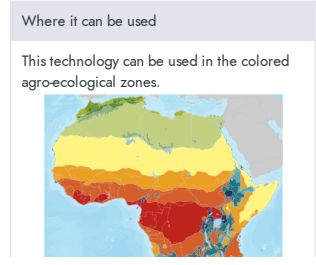 Where it can be used
This technology can be used in the colored
agro-ecological zones.